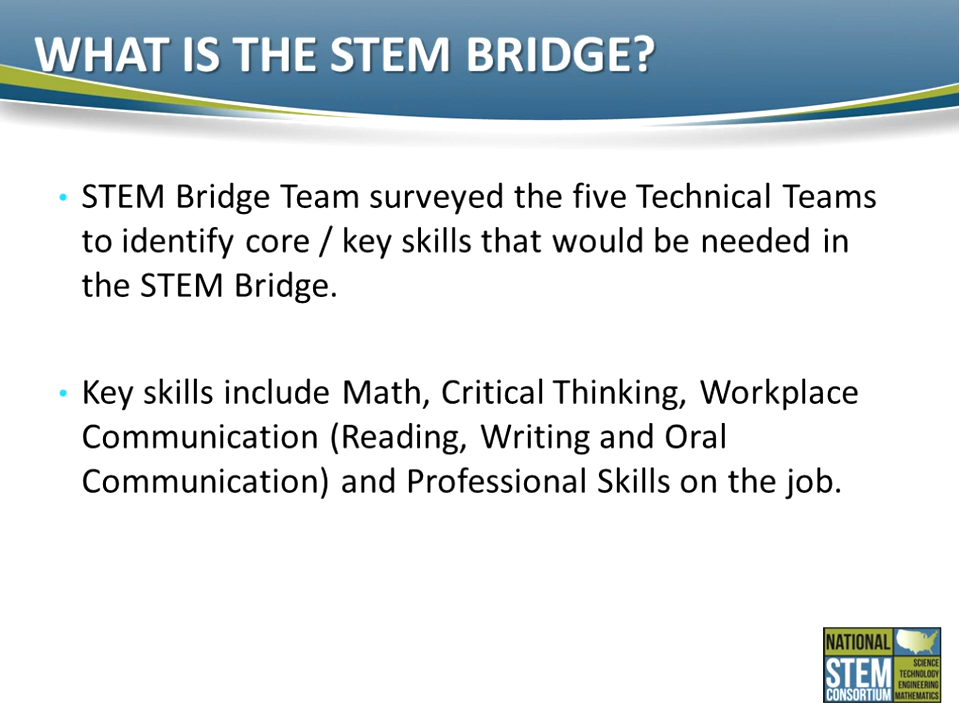 WHAT IS THE STEM BRIDGE?
• STEM Bridge Team surveyed the five Technical Teams
to identify core / key skills that would be needed in
the STEM Bridge.
• Key skills include Math, Critical Thinking, Workplace
Communication (Reading, Writing and Oral
Communication) and Professional Skills on the job.
NATIONAL
STEM
CONSORTIUM
SCIENCE
TECHNOLOGY
ENGINEERING
MATHEMATICS